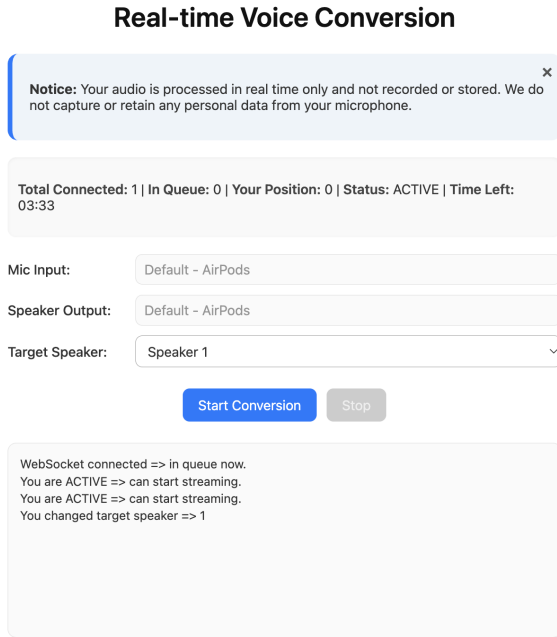 Real-time Voice Conversion
×
Notice: Your audio is processed in real time only and not recorded or stored. We do
not capture or retain any personal data from your microphone.
Total Connected: 1 | In Queue: 0 | Your Position: 0 | Status: ACTIVE | Time Left:
03:33
Mic Input: Default - AirPods
Speaker Output: Default - AirPods
Target Speaker: Speaker 1
Start Conversion Stop
WebSocket connected => in queue now.
You are ACTIVE => can start streaming.
You are ACTIVE => can start streaming.
You changed target speaker => 1